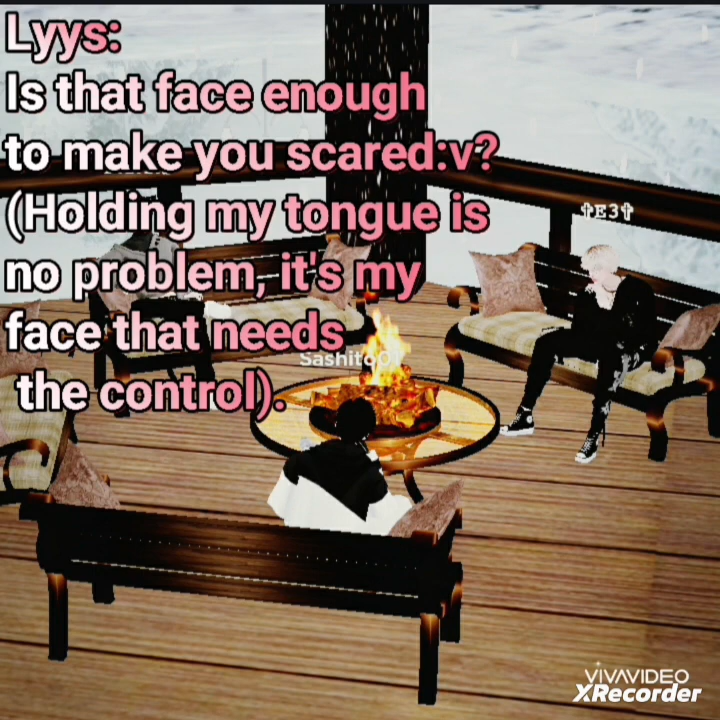 Lyys:
Is that face enough
to make you scared:v?
(Holding my tongue is
no problem, it's my
face that needs
the control).
✞E3✞
VIVAVIDEO
XRecorder